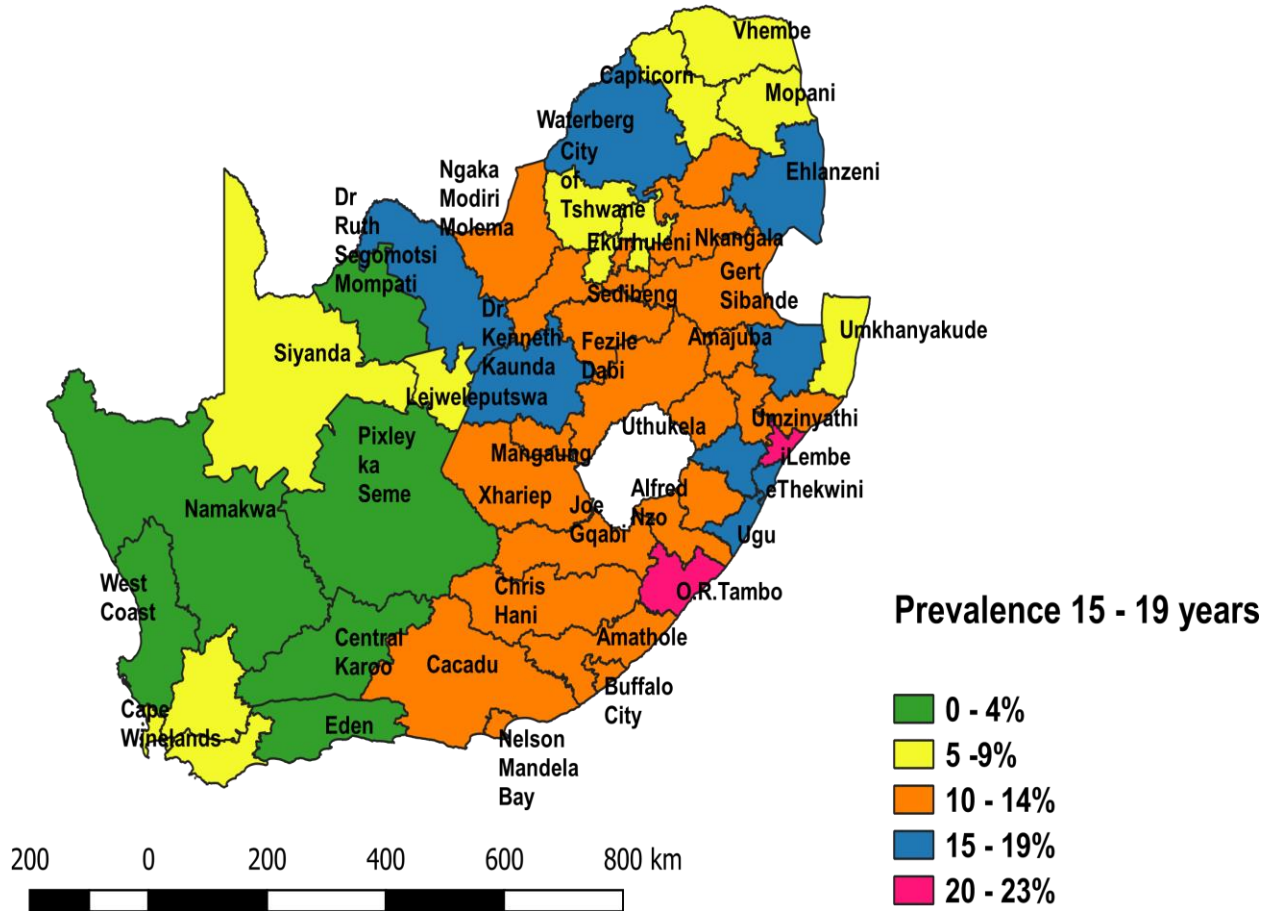 Vhembe
Capricorn
Mopani
Waterberg
City
of
Tshwane
Ehlanzeni
Ngaka
Modiri
Molema
Dr
Ruth
Segomotsi
Mompati
Ekurhuleni
Nkangala
Gert
Sibande
Sedibeng
Dr.
Kenneth
Kaunda
Fezile
Dabi
Amajuba
Umkhanyakude
Siyanda
Lejweleputswa
Pixley
ka
Seme
Uthukela
Umzinyathi
Mangaung
iLembe
Xhariep
Alfred
Nzo
eThekwini
Joe
Gqabi
Ugu
Namakwa
West
Coast
Chris
Hani
O.R.Tambo
Central
Karoo
Cacadu
Amathole
Buffalo
City
Cape
Winelands
Eden
Nelson
Mandela
Bay
Prevalence 15 - 19 years
0 - 4%
5 -9%
10 - 14%
15 - 19%
20 - 23%
200 0 200 400 600 800 km